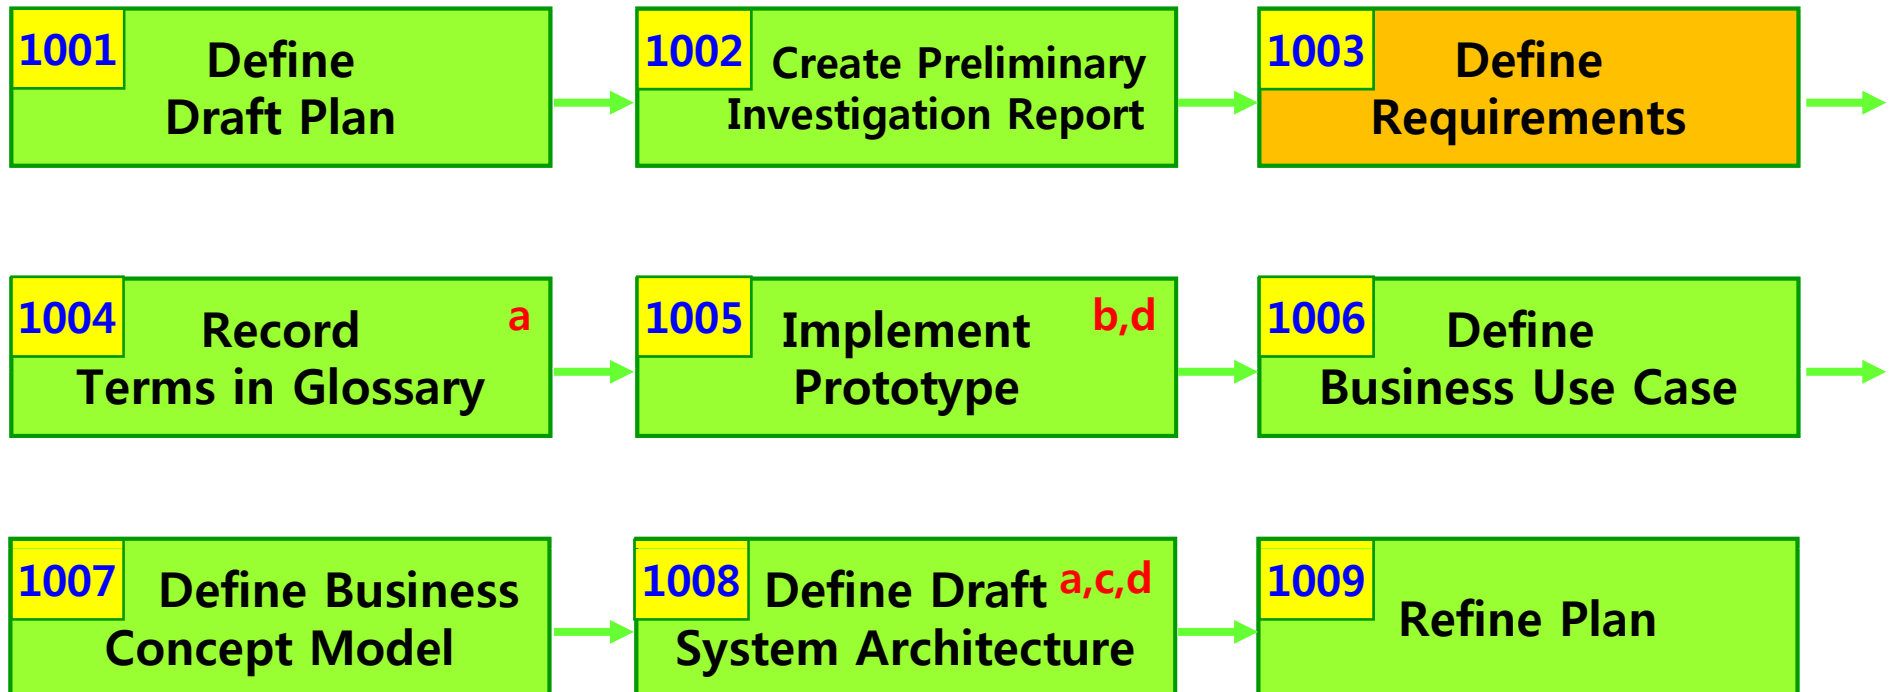 1001
Define
Draft Plan
1002
Create Preliminary
Investigation Report
1003
Define
Requirements
1004
Record
a
Terms in Glossary
1005
Implement
b,d
Prototype
1006
Define
Business Use Case
1007
Define Business
Concept Model
1008
Define Draft
a,c,d
System Architecture
1009
Refine Plan